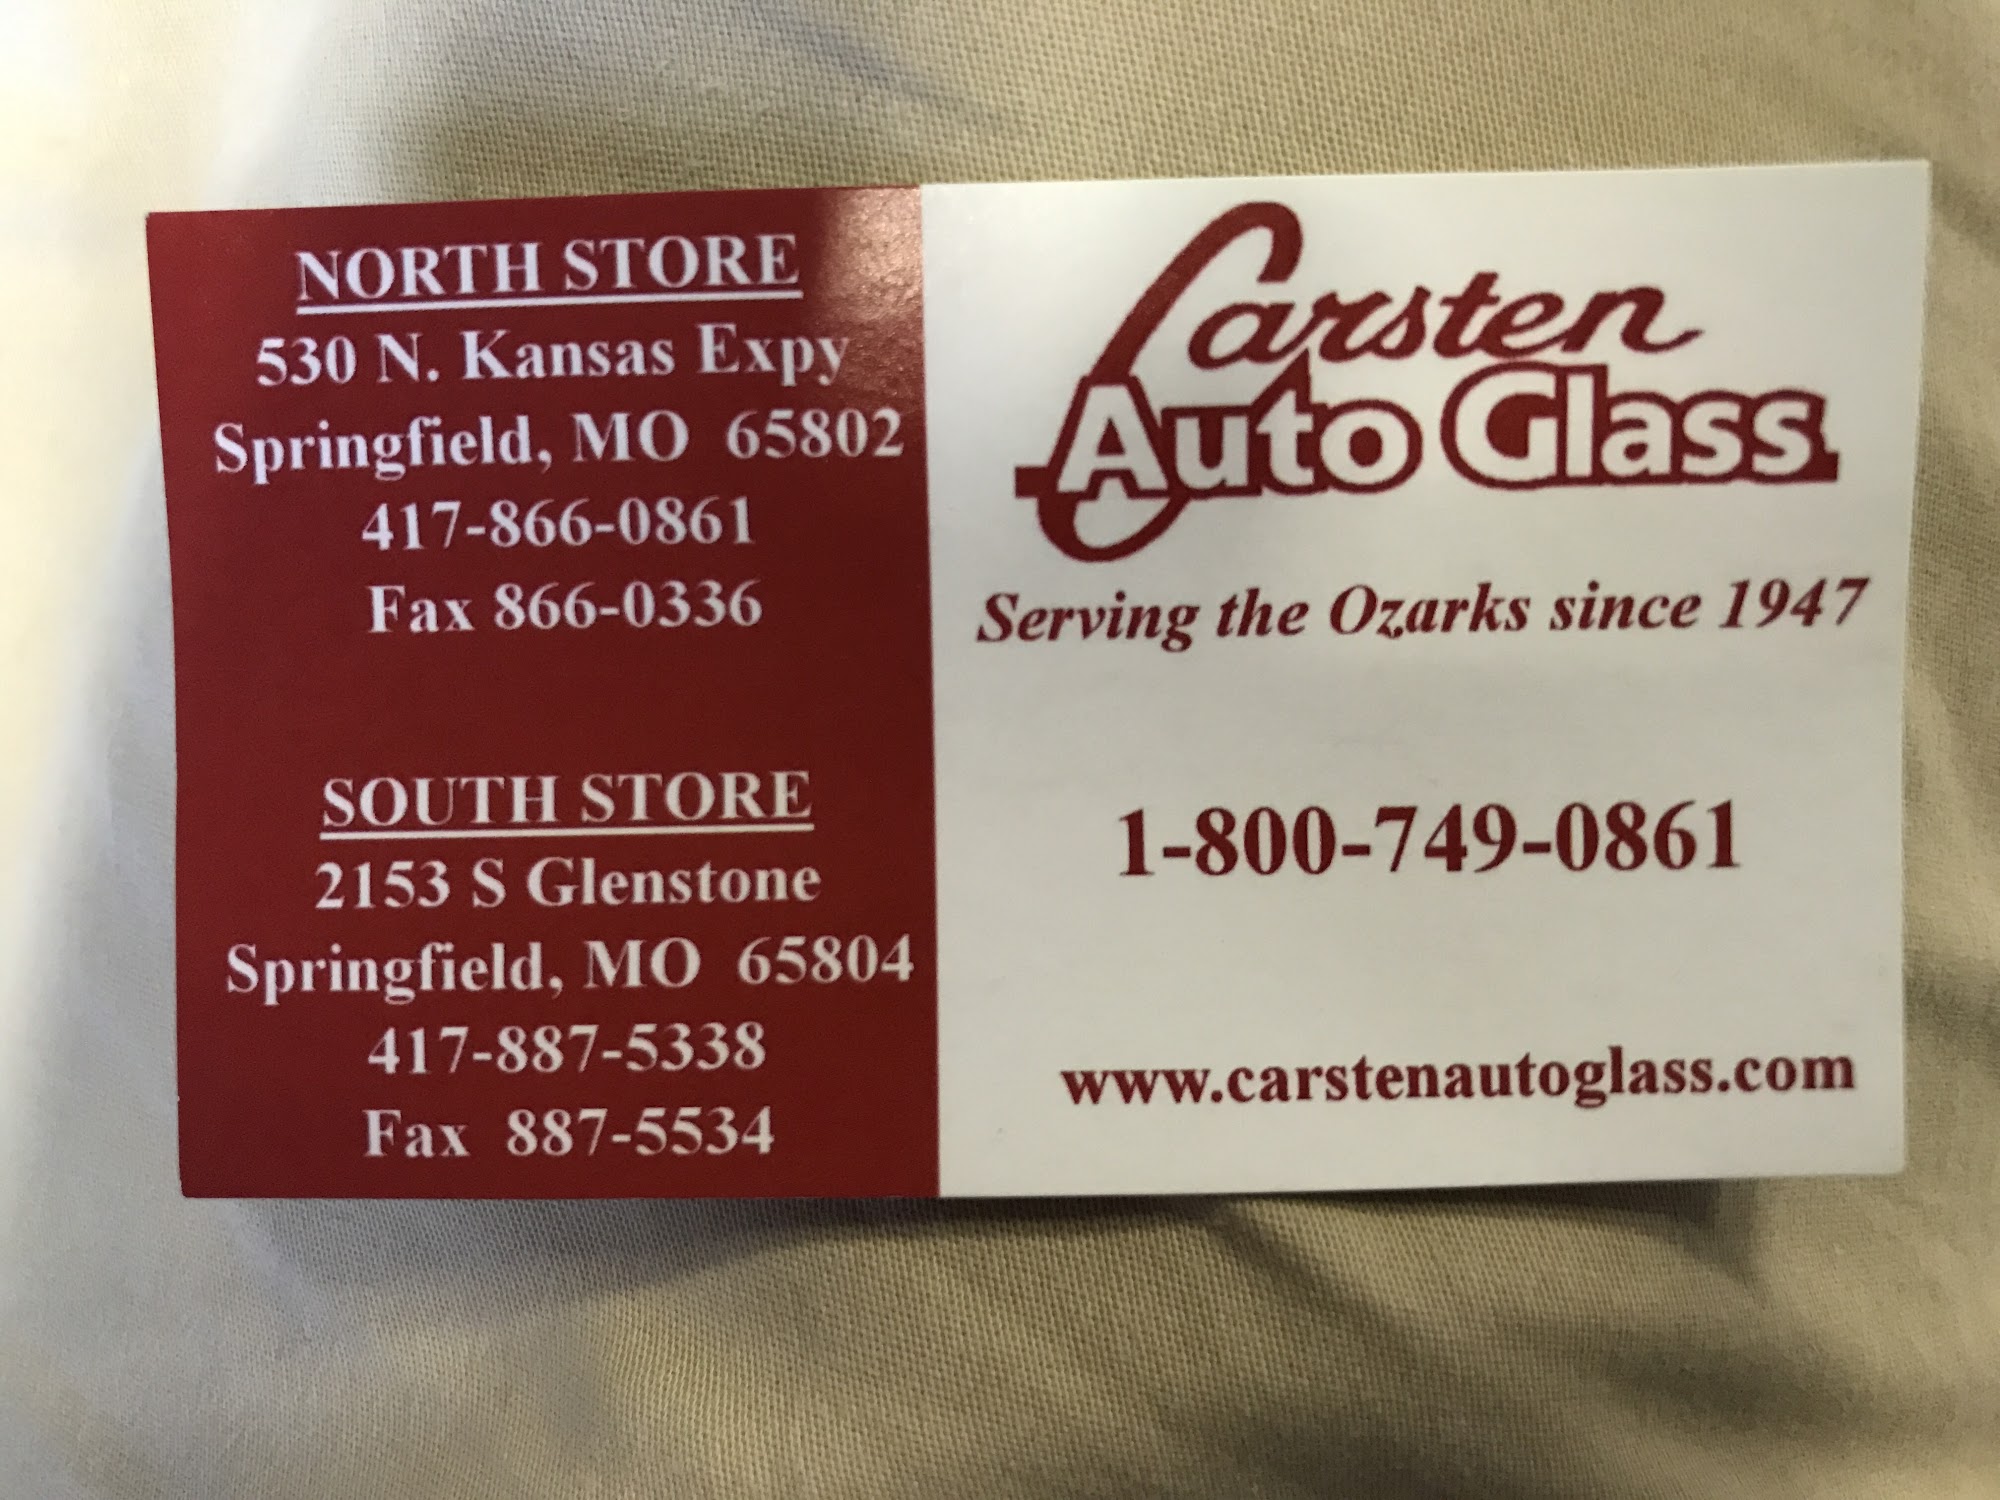 NORTH STORE
530 N. Kansas Expy
Springfield, MO 65802
417-866-0861
Fax 866-0336
SOUTH STORE
2153 S Glenstone
Springfield, MO 65804
417-887-5338
Fax 887-5534
Carsten
Auto Glass
Serving the Ozarks since 1947
1-800-749-0861
www.carstenautoglass.com